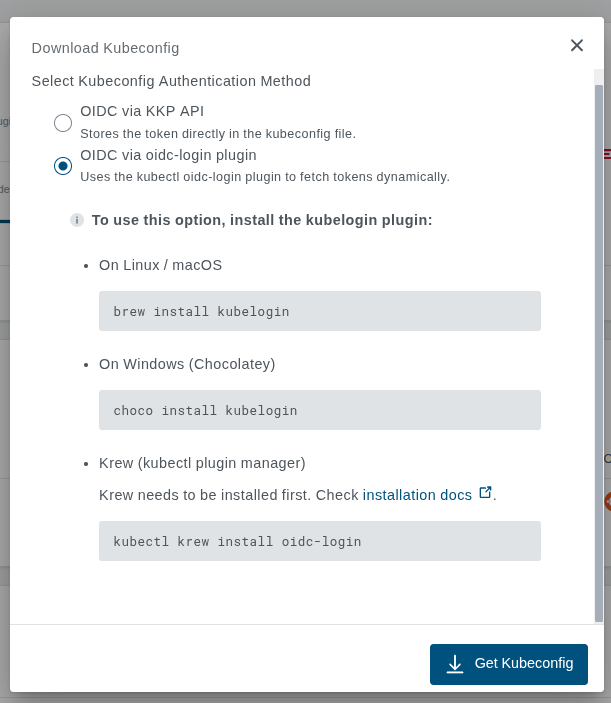 Download Kubeconfig
Select Kubeconfig Authentication Method
OIDC via KKP API
Stores the token directly in the kubeconfig file.
OIDC via oidc-login plugin
Uses the kubectl oidc-login plugin to fetch tokens dynamically.
To use this option, install the kubelogin plugin:
• On Linux / macOS
brew install kubelogin
• On Windows (Chocolatey)
choco install kubelogin
• Krew (kubectl plugin manager)
Krew needs to be installed first. Check installation docs .
kubectl krew install oidc-login
Get Kubeconfig